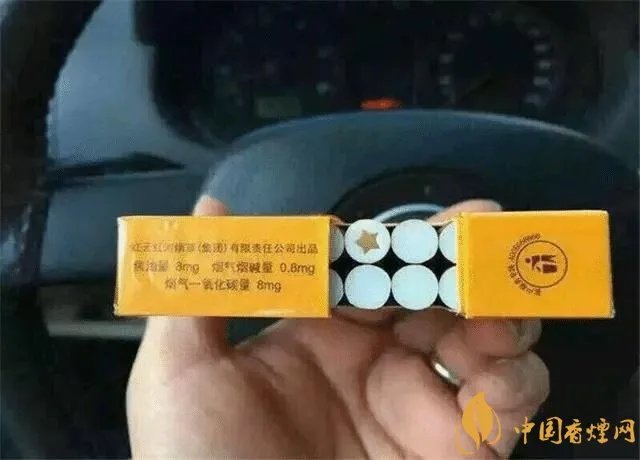 红云红河烟草(集团)有限责任公司出品
焦油量 8mg 烟气烟碱量 0.8mg
烟气一氧化碳量 8mg
中国香烟网